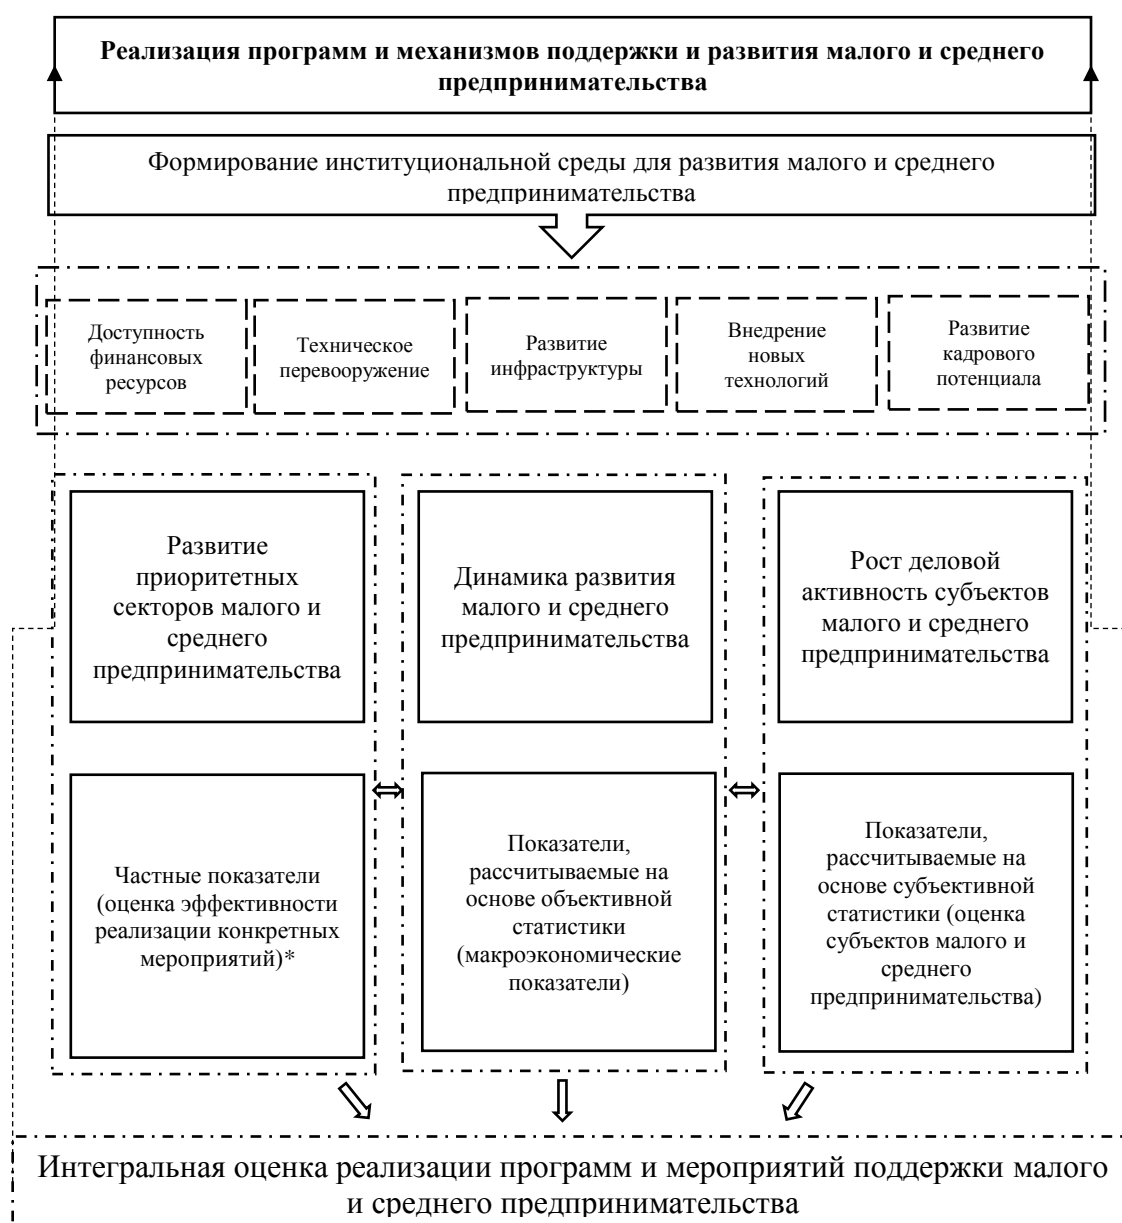 Реализация программ и механизмов поддержки и развития малого и среднего
предпринимательства
Формирование институциональной среды для развития малого и среднего
предпринимательства
Доступность
финансовых
ресурсов
Техническое
перевооружение
Развитие
инфраструктуры
Внедрение
новых
технологий
Развитие
кадрового
потенциала
Развитие
приоритетных
секторов малого и
среднего
предпринимательства
Динамика развития
малого и среднего
предпринимательства
Рост деловой
активность субъектов
малого и среднего
предпринимательства
Частные показатели
(оценка эффективности
реализации конкретных
мероприятий)*
Показатели,
рассчитываемые на
основе объективной
статистики
(макроэкономические
показатели)
Показатели,
рассчитываемые на
основе субъективной
статистики (оценка
субъектов малого и
среднего
предпринимательства)
Интегральная оценка реализации программ и мероприятий поддержки малого
и среднего предпринимательства